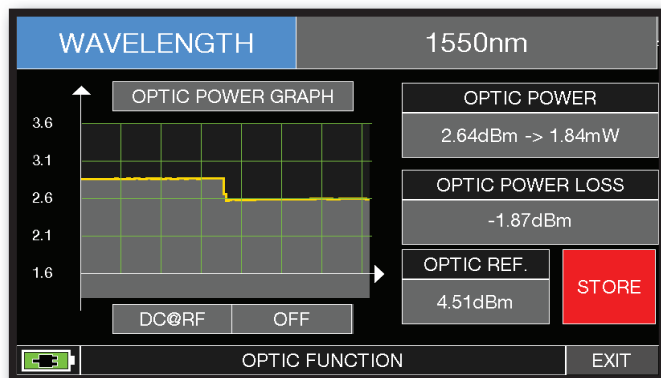 WAVELENGTH
1550nm
OPTIC POWER GRAPH
3.6
3.1
2.6
2.1
1.6
DC@RF
OFF
OPTIC POWER
2.64dBm -> 1.84mW
OPTIC POWER LOSS
-1.87dBm
OPTIC REF.
4.51dBm
STORE
OPTIC FUNCTION
EXIT